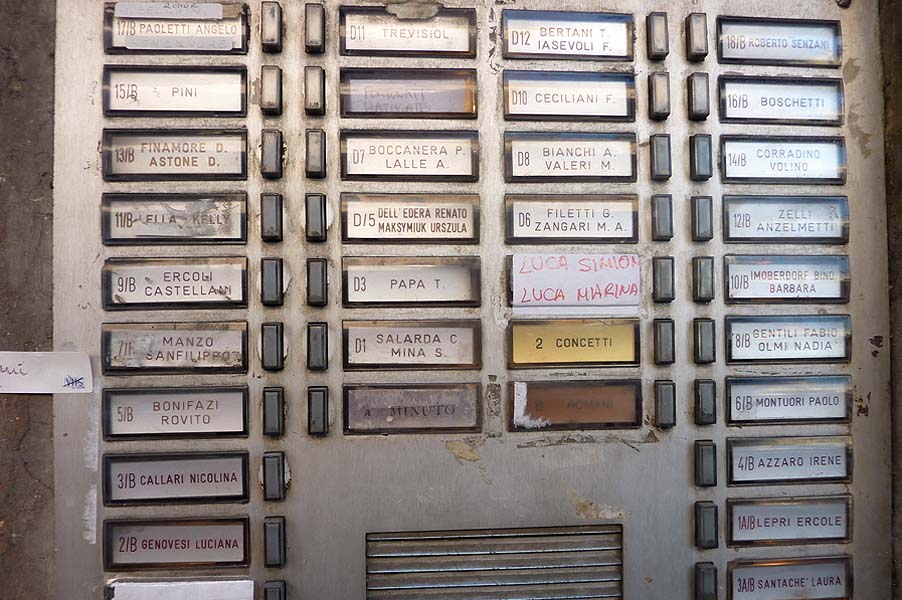 17/B PAOLETTI ANGELO
15/B PINI
13/B FINAMORE D.
ASTONE D.
11/B ELLA KELLY
9/B ERCOLI
CASTELLANI
7/B MANZO
SANFILIPPO
5/B BONIFAZI
ROVITO
3/B CALLARI NICOLINA
2/B GENOVESI LUCIANA
D11 TREVISIOL
D7 BOCCANERA P.
LALLE A.
D/5 DELL'EDERA RENATO
MAKSYMIUK URSZULA
D3 PAPA T.
D1 SALARDA C
MINA S.
A MINUTO
D12 BERTANI T.
IASEVOLI F.
D10 CECILIANI F.
D8 BIANCHI A.
VALERI M.
D6 FILETTI G.
ZANGARI M. A.
LUCA SIMION
LUCA MARINA
2 CONCETTI
B ROMANI
18/B ROBERTO SENZANI
16/B BOSCHETTI
14/B CORRADINO
VOLINO
12/B ZELLI
ANZELMETTI
10/B IMOBERDORF BINO
BARBARA
8/B GENTILI FABIO
OLMI NADIA
6/B MONTUORI PAOLO
4/B AZZARO IRENE
1A/B LEPRI ERCOLE
3A/B SANTACHE' LAURA